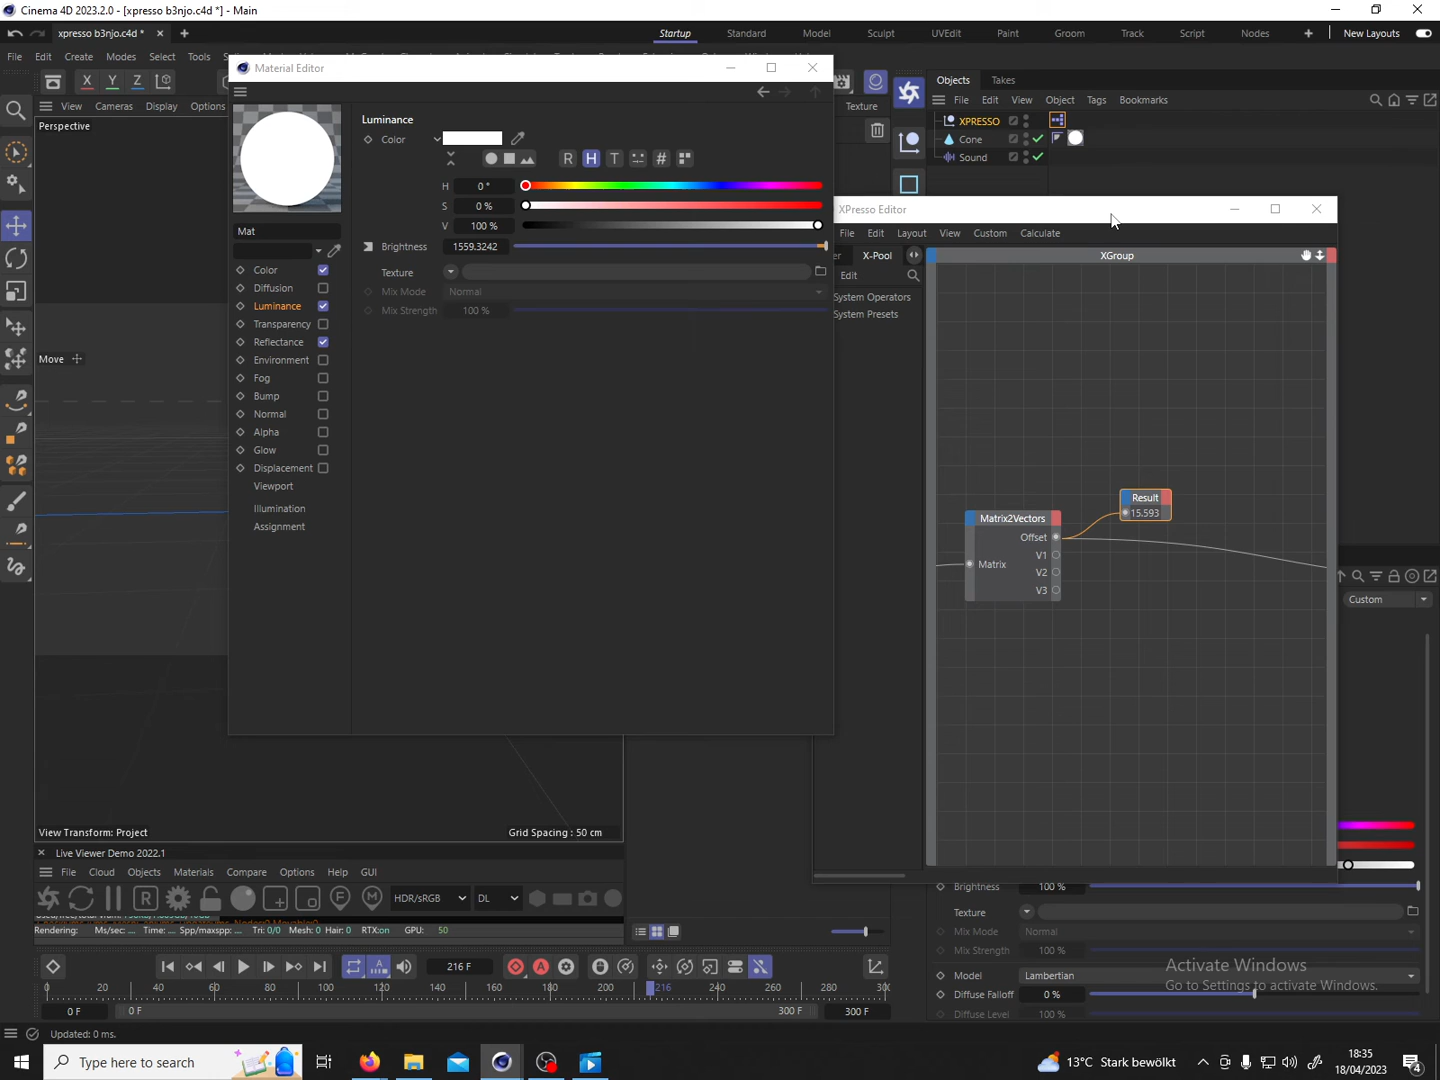 Cinema 4D 2023.2.0 - [xpresso b3njo.c4d *] - Main
xpresso b3njo.c4d *
Startup
Standard
Model
Sculpt
UVEdit
Paint
Groom
Track
Script
Nodes
New Layouts
File
Edit
Create
Modes
Select
Tools
Material Editor
X
Y
Z
Objects
Takes
View
Cameras
Display
Options
Texture
File
Edit
View
Object
Tags
Bookmarks
Perspective
XPRESSO
Cone
Sound
Luminance
Color
R
H
T
#
H
0 °
S
0 %
V
100 %
Mat
Brightness
1559.3242
Texture
Mix Mode
Normal
Mix Strength
100 %
Color
Diffusion
Luminance
Transparency
Reflectance
Environment
Fog
Bump
Normal
Alpha
Glow
Displacement
Viewport
Illumination
Assignment
Move
XPresso Editor
File
Edit
Layout
View
Custom
Calculate
X-Pool
XGroup
Edit
System Operators
System Presets
Result
15.593
Matrix2Vectors
Offset
V1
Matrix
V2
V3
Custom
View Transform: Project
Grid Spacing : 50 cm
Live Viewer Demo 2022.1
File
Cloud
Objects
Materials
Compare
Options
Help
GUI
R
F
M
HDR/sRGB
DL
Rendering:
Ms/sec: ...
Time: ...
Spp/maxspp: ...
Tri: 0/0
Mesh: 0
Hair: 0
RTX:on
GPU:
50
Brightness
100 %
Texture
Mix Mode
Normal
Mix Strength
100 %
Model
Lambertian
Diffuse Falloff
0 %
Diffuse Level
100 %
Activate Windows
Go to Settings to activate Windows.
216 F
0
20
40
60
80
100
120
140
160
180
200
216
240
260
280
0 F
0 F
300 F
300 F
Updated: 0 ms.
Type here to search
13°C
Stark bewölkt
18:35
18/04/2023
4